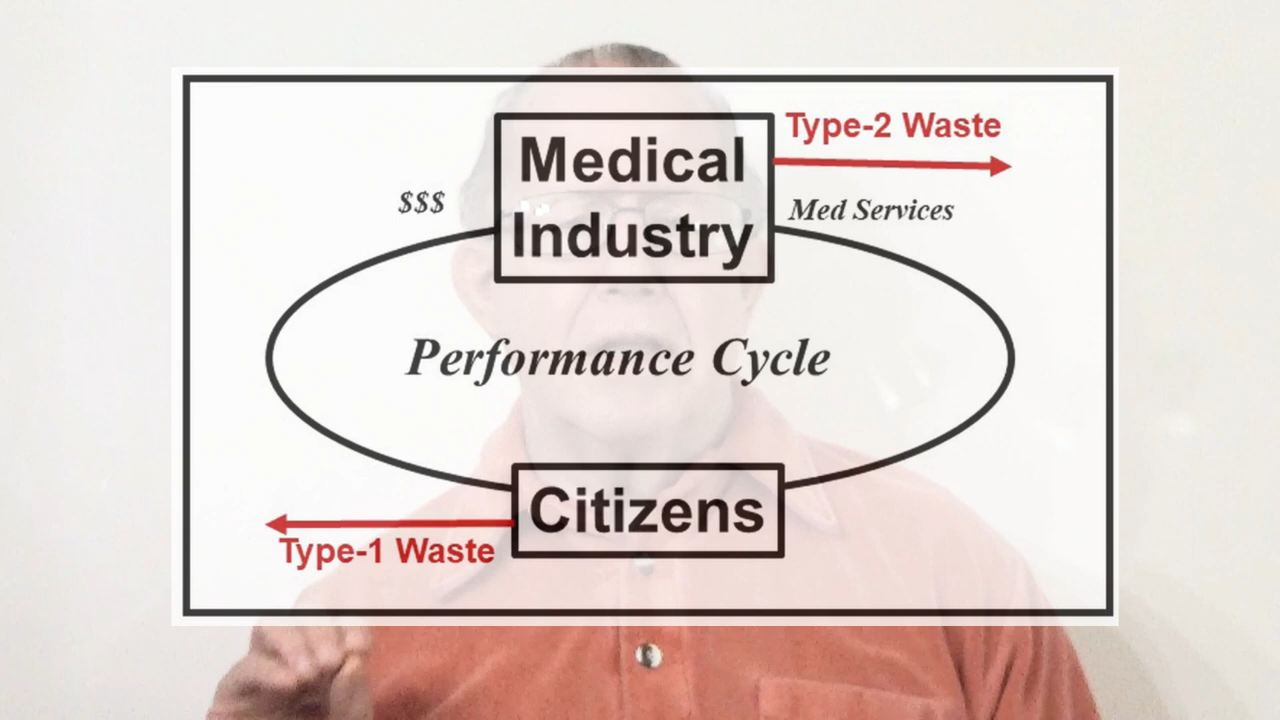 Type-2 Waste
Medical
Industry
$$$
Med Services
Performance Cycle
Citizens
Type-1 Waste